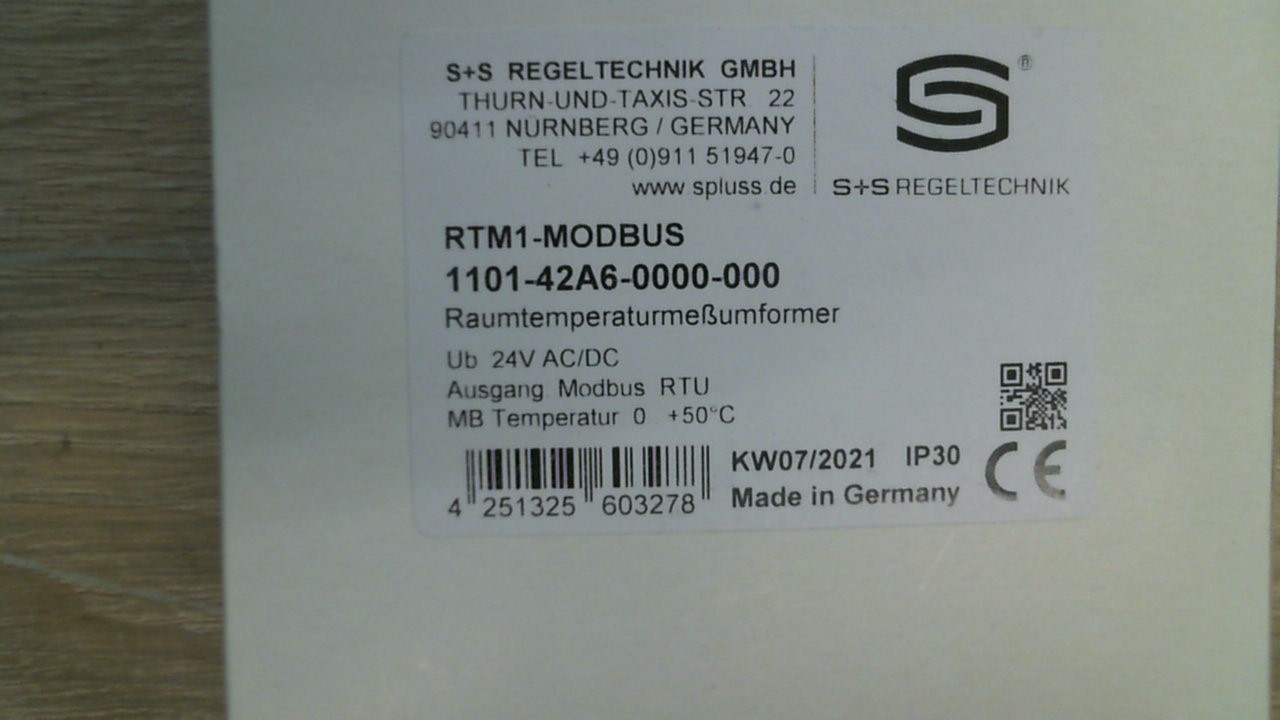 S+S REGELTECHNIK GMBH
THURN-UND-TAXIS-STR 22
90411 NÜRNBERG / GERMANY
TEL +49 (0)911 51947-0
www spluss de
®
S+S REGELTECHNIK
RTM1-MODBUS
1101-42A6-0000-000
Raumtemperaturmeßumformer
Ub 24V AC/DC
Ausgang Modbus RTU
MB Temperatur 0 +50°C
KW07/2021 IP30 CE
Made in Germany
4 251325 603278